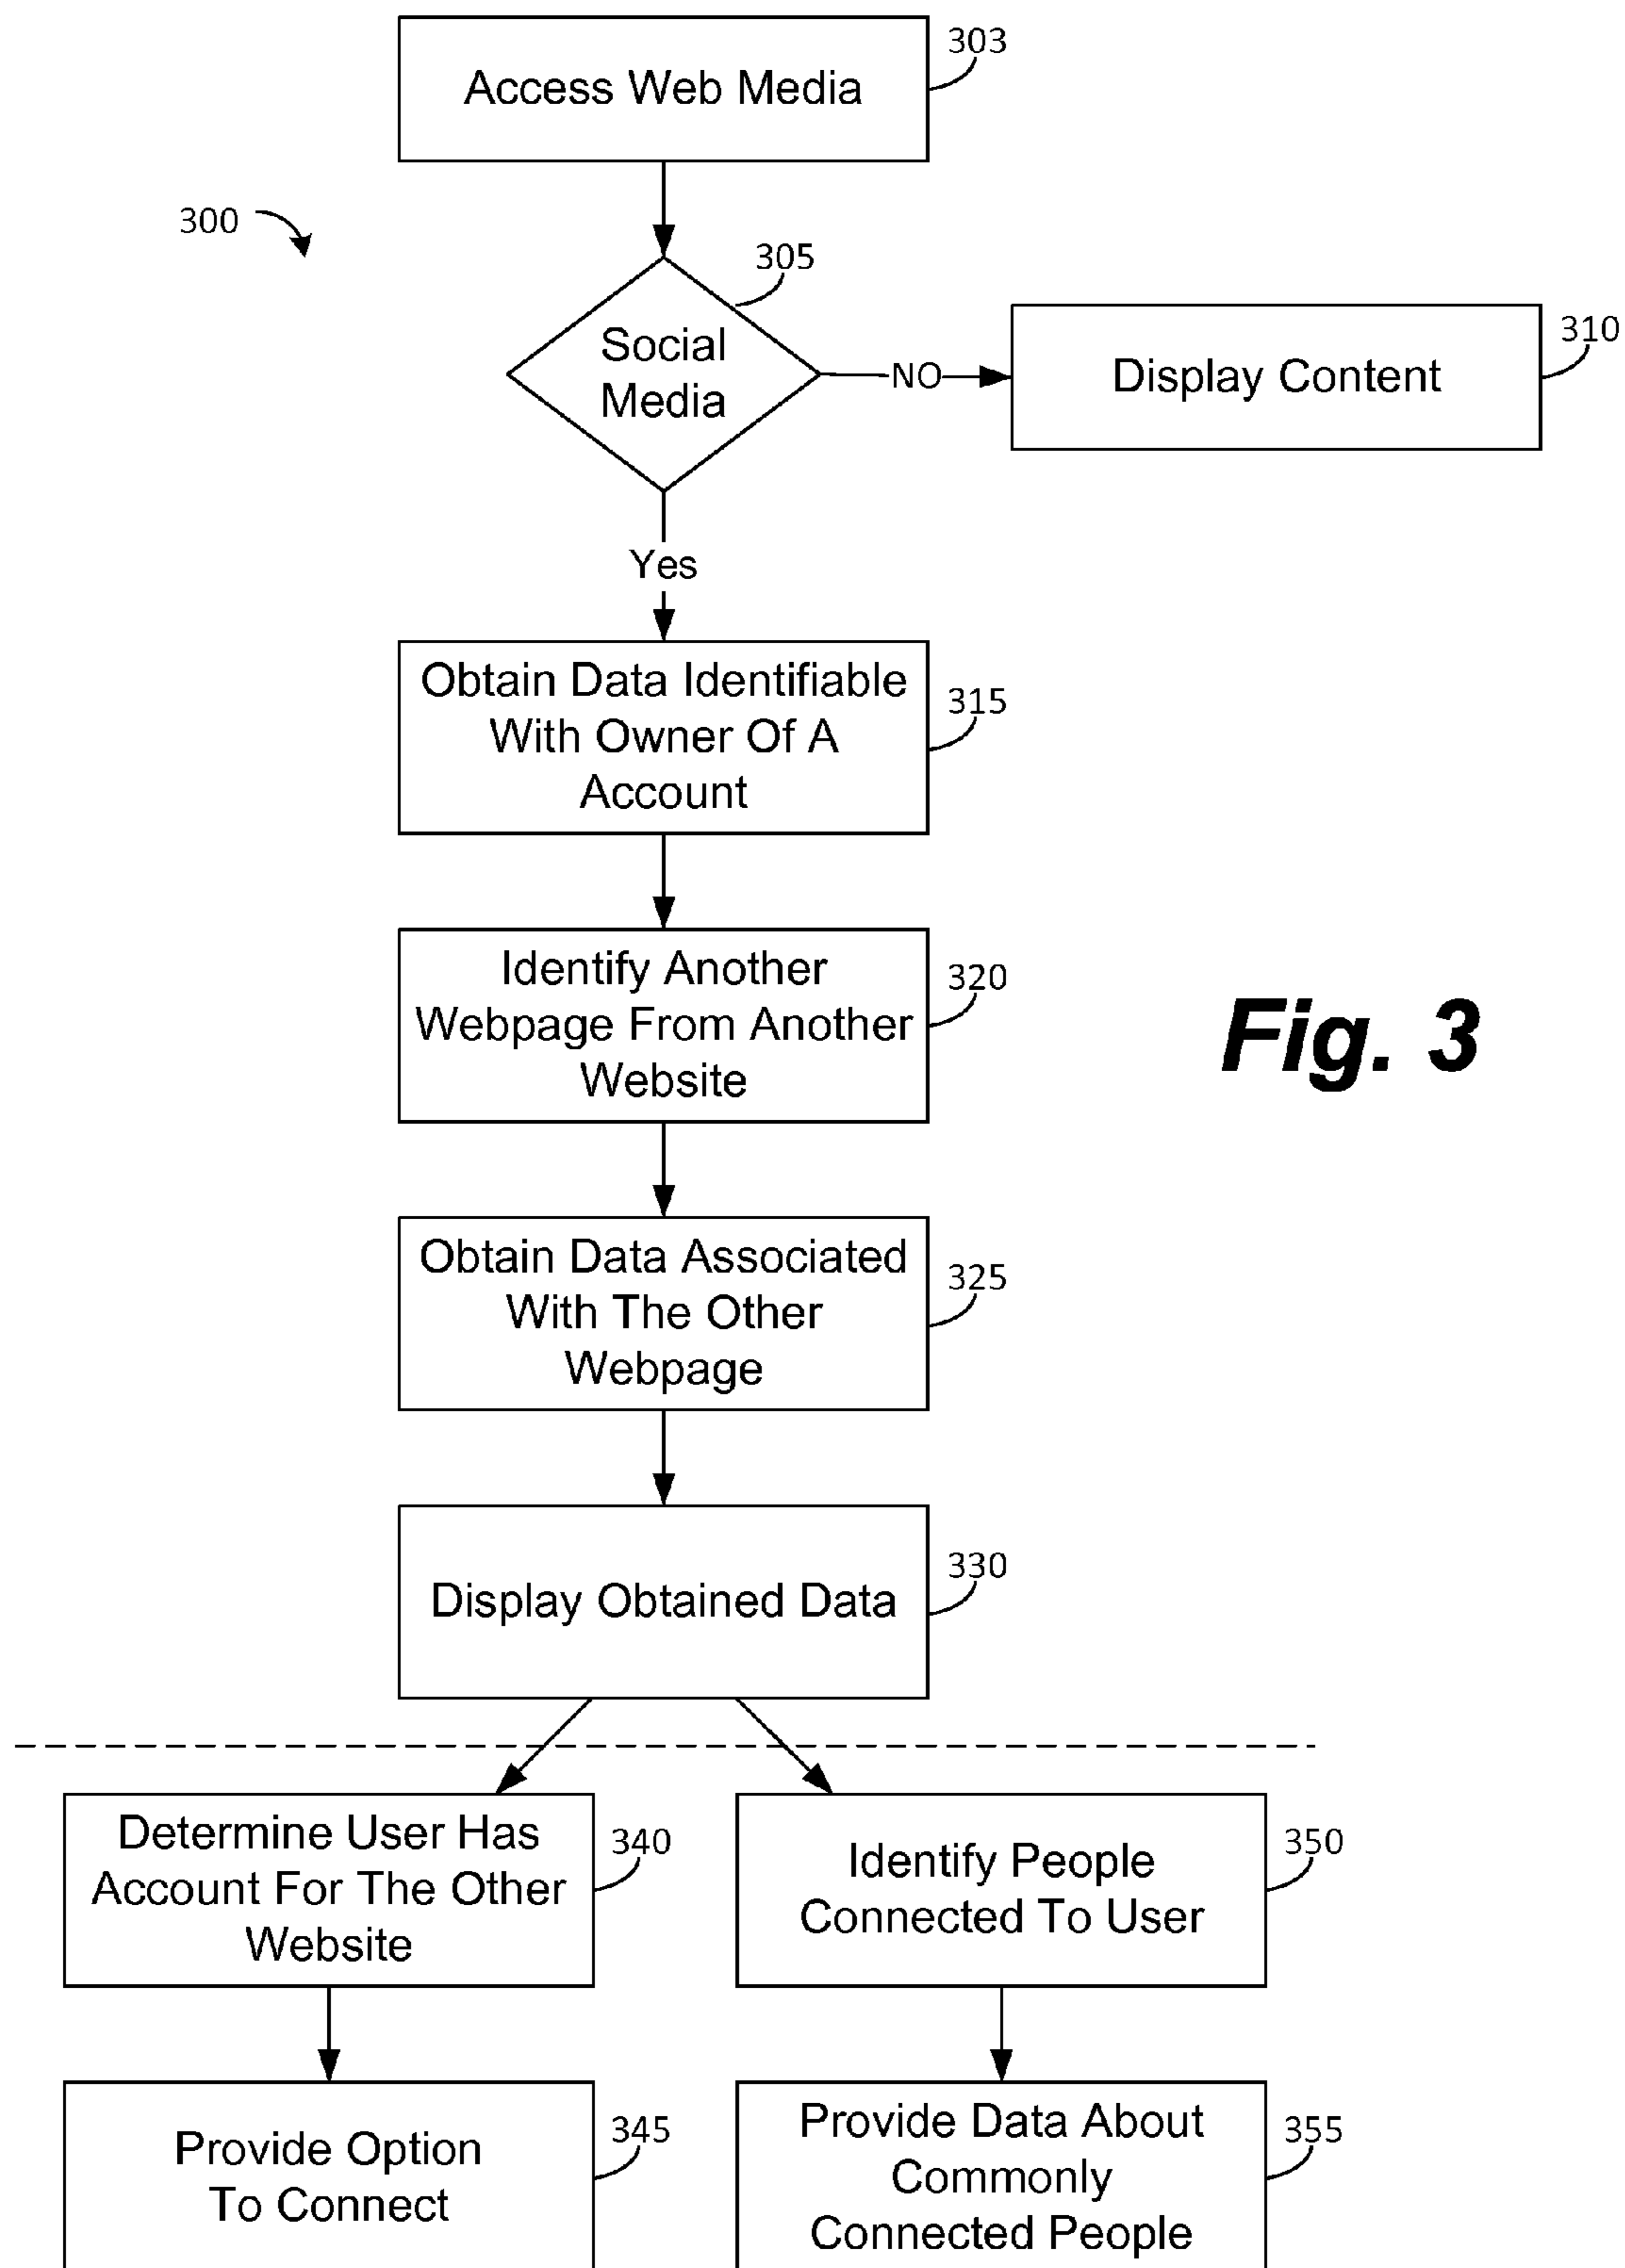 Access Web Media
303
300
305
Social
Media
NO
Display Content
310
Yes
Obtain Data Identifiable
With Owner Of A
Account
315
Identify Another
Webpage From Another
Website
320
Fig. 3
Obtain Data Associated
With The Other
Webpage
325
Display Obtained Data
330
Determine User Has
Account For The Other
Website
340
Identify People
Connected To User
350
Provide Option
To Connect
345
Provide Data About
Commonly
Connected People
355